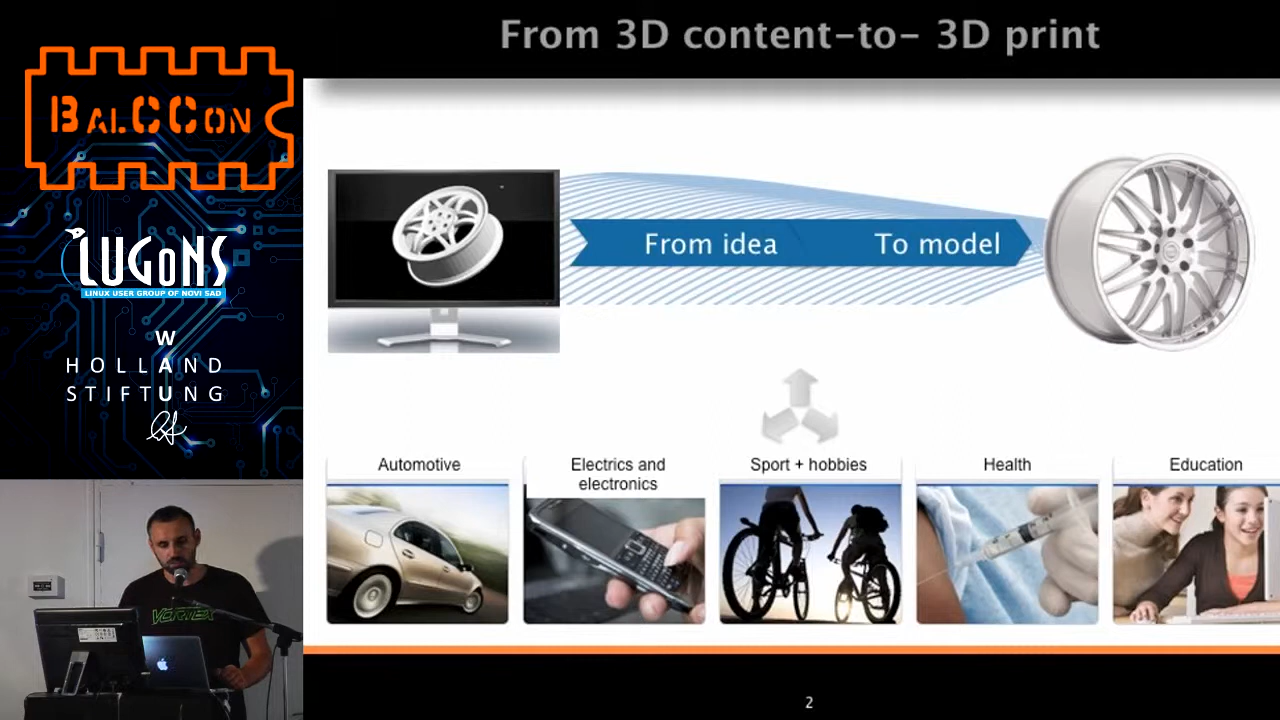 From 3D content-to- 3D print
BALCCON
LUGoNS
LINUX USER GROUP OF NOVI SAD
W
HOLLAND
STIFTUNG
From idea
To model
Automotive
Electrics and
electronics
Sport + hobbies
Health
Education
VORTEX
2